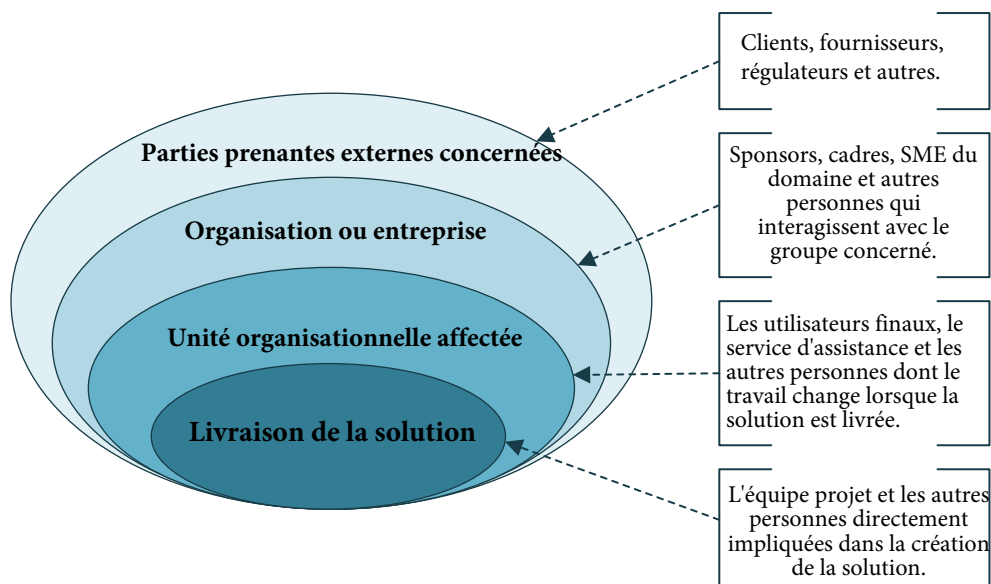 Parties prenantes externes concernées
Organisation ou entreprise
Unité organisationnelle affectée
Livraison de la solution
Clients, fournisseurs,
régulateurs et autres.
Sponsors, cadres, SME du
domaine et autres
personnes qui
interagissent avec le
groupe concerné.
Les utilisateurs finaux, le
service d'assistance et les
autres personnes dont le
travail change lorsque la
solution est livrée.
L'équipe projet et les autres
personnes directement
impliquées dans la création
de la solution.